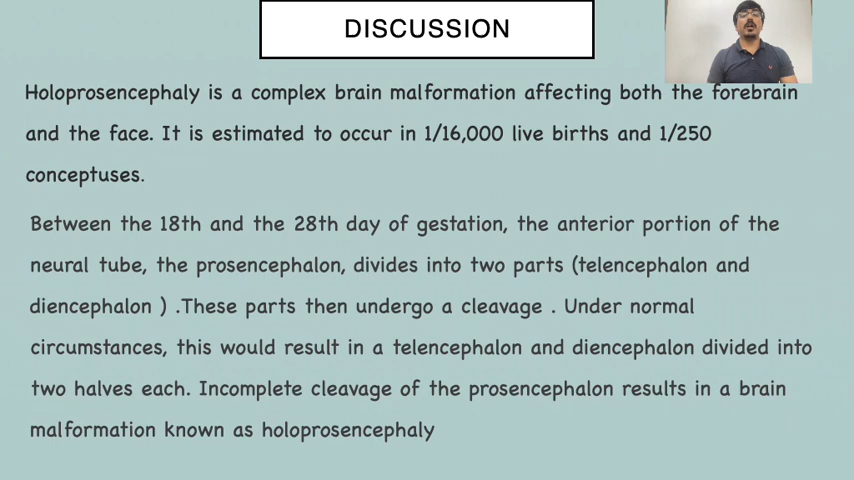 DISCUSSION
Holoprosencephaly is a complex brain malformation affecting both the forebrain
and the face. It is estimated to occur in 1/16,000 live births and 1/250
conceptuses.
Between the 18th and the 28th day of gestation, the anterior portion of the
neural tube, the prosencephalon, divides into two parts (telencephalon and
diencephalon ) .These parts then undergo a cleavage . Under normal
circumstances, this would result in a telencephalon and diencephalon divided into
two halves each. Incomplete cleavage of the prosencephalon results in a brain
malformation known as holoprosencephaly